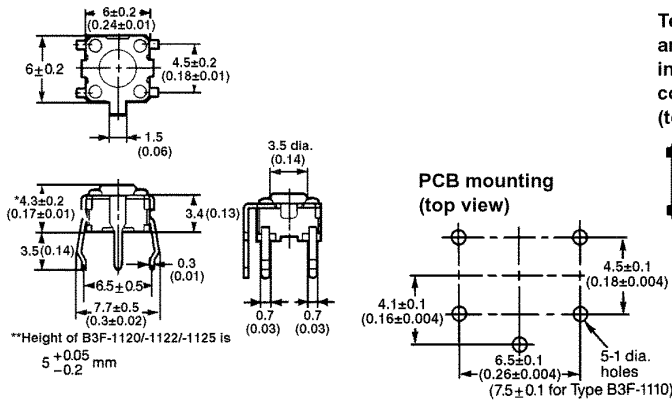 6±0.2
(0.24±0.01)
6±0.2
4.5±0.2
(0.18±0.01)
1.5
(0.06)
*4.3±0.2
(0.17±0.01)
3.5(0.14)
3.4(0.13)
0.3
(0.01)
6.5±0.5
7.7±0.5
(0.3±0.02)
**Height of B3F-1120/-1122/-1125 is
5 +0.05 -0.2 mm
3.5 dia.
(0.14)
0.7
(0.03)
0.7
(0.03)
PCB mounting
(top view)
4.5±0.1
(0.18±0.004)
4.1±0.1
(0.16±0.004)
6.5±0.1
(0.26±0.004)
(7.5±0.1 for Type B3F-1110)
5-1 dia.
holes
Te
ar
in
co
(to